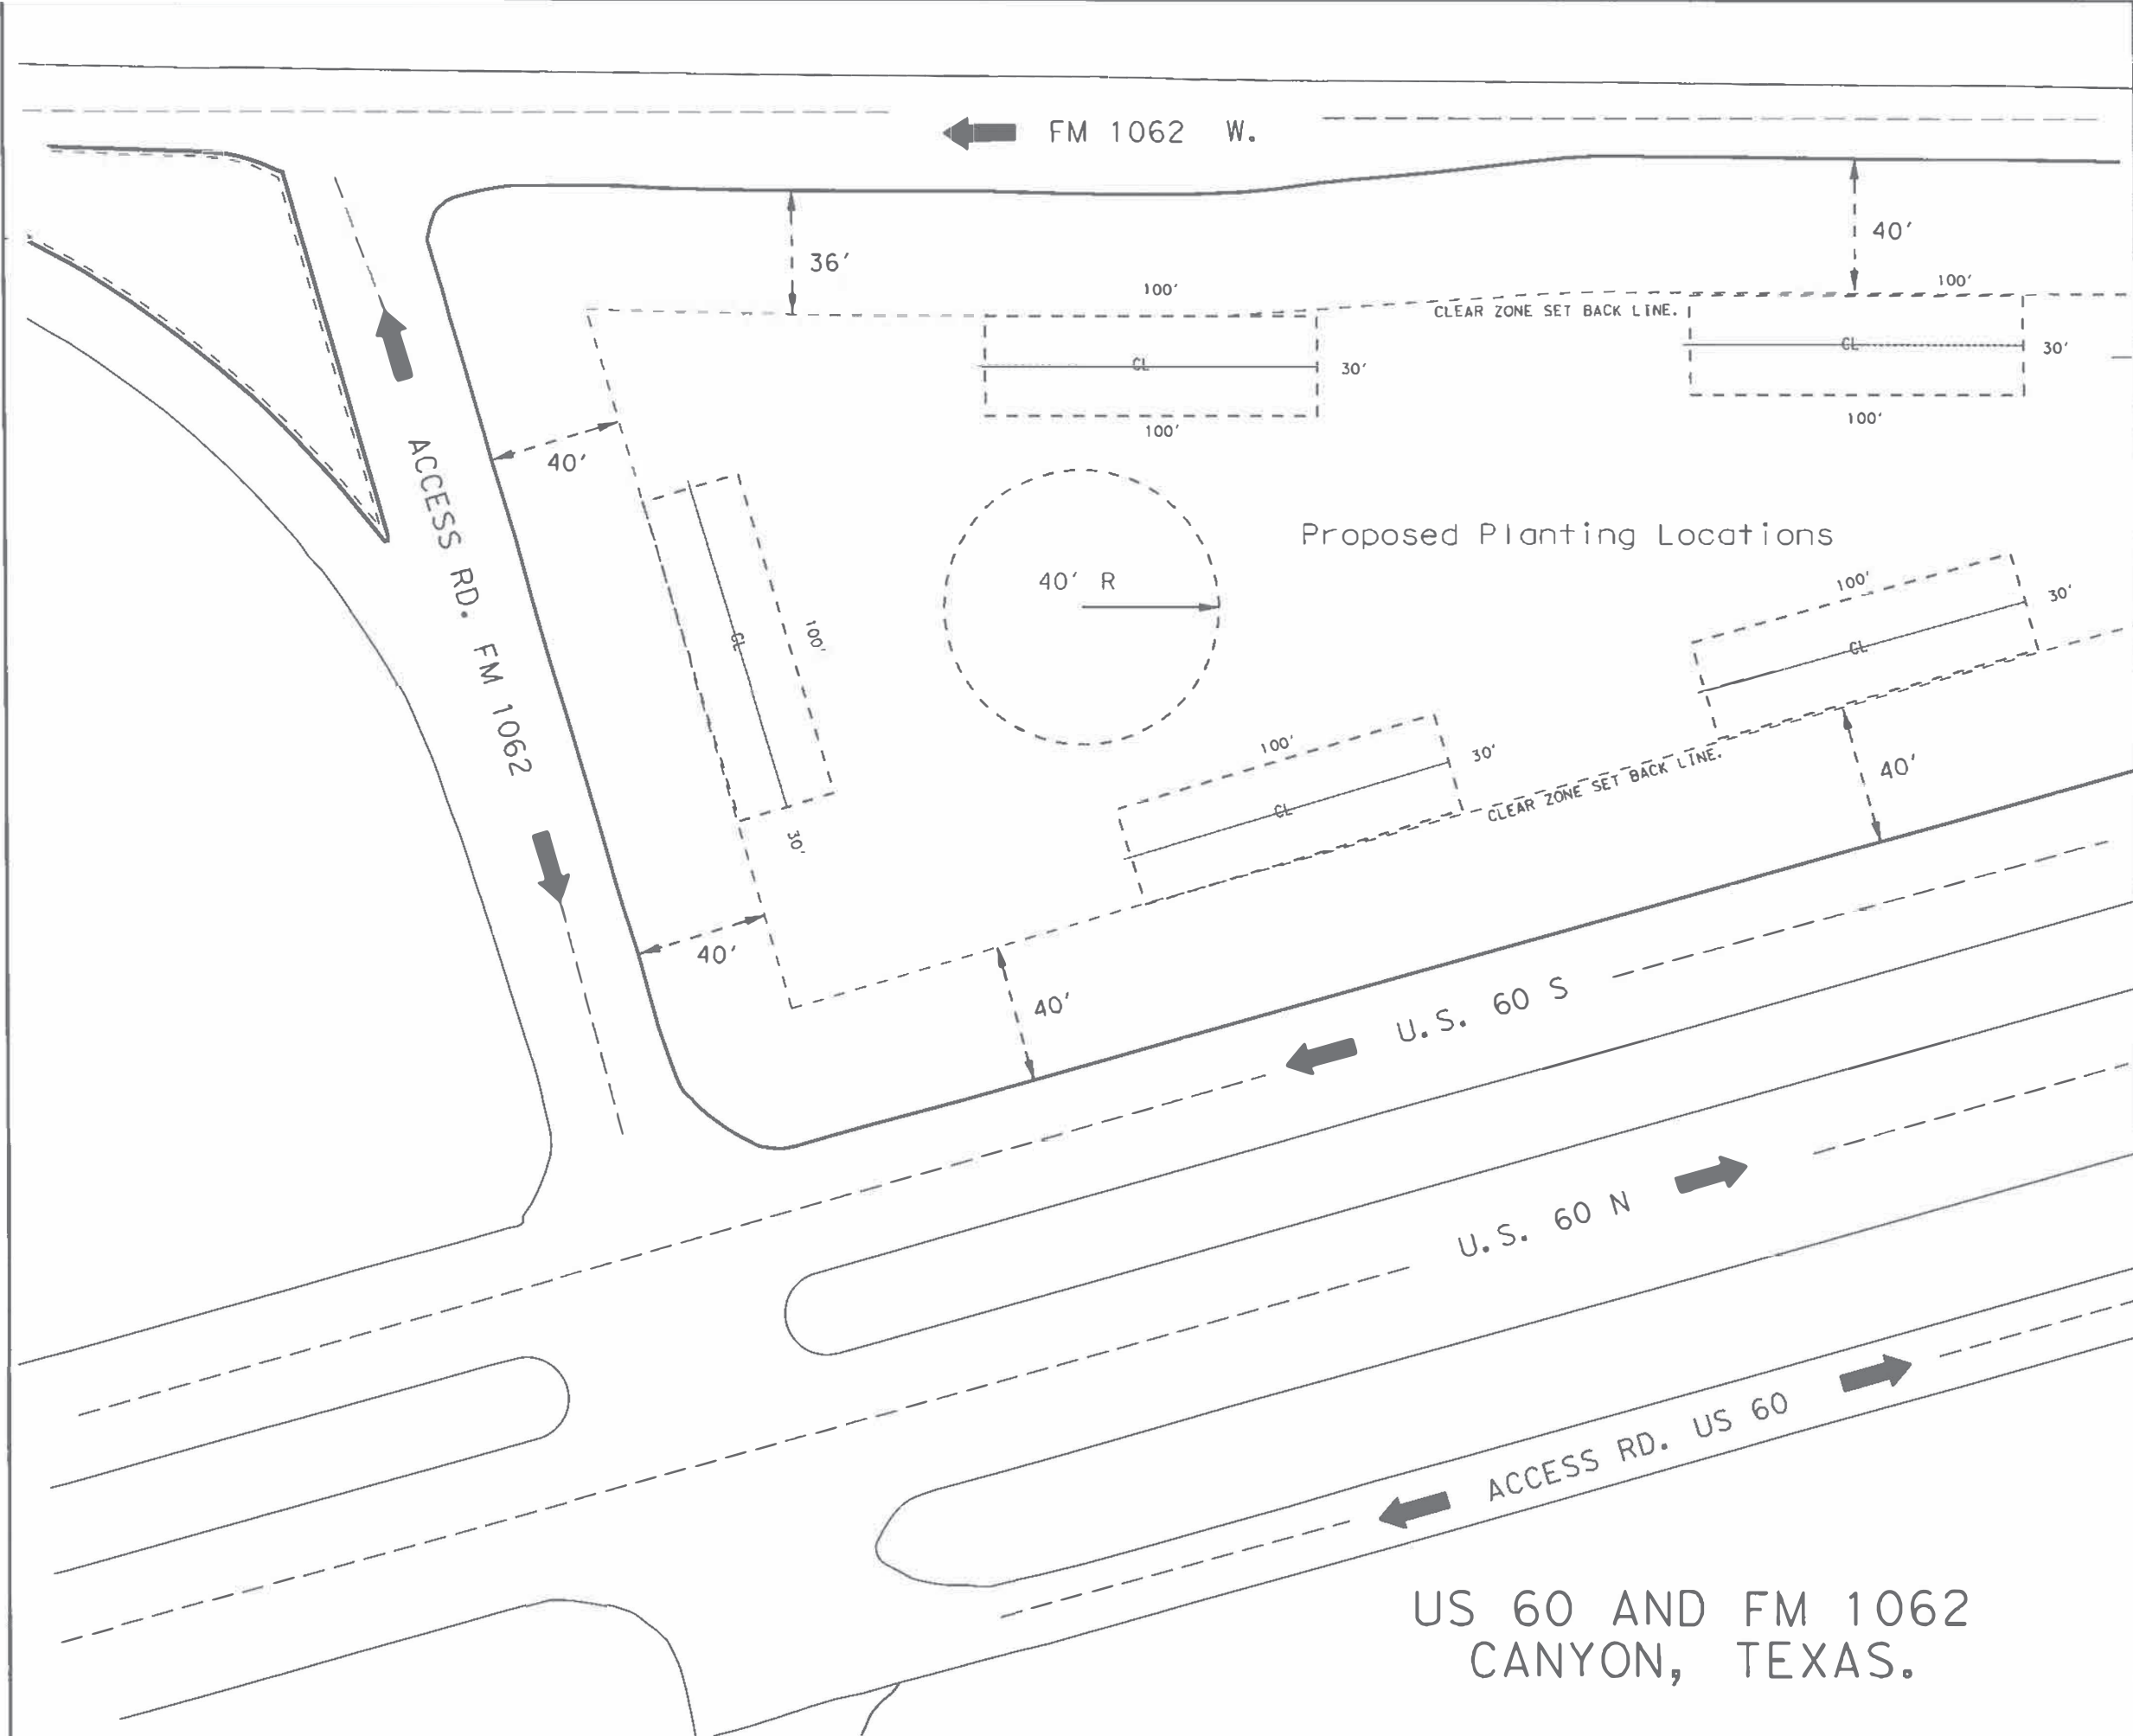 FM 1062 W.
36'
40'
100'
100'
CLEAR ZONE SET BACK LINE.
CL
30'
CL
30'
100'
100'
40'
ACCESS RD. FM 1062
Proposed Planting Locations
40' R
CL
100'
30'
100'
30'
CL
100'
30'
CL
CLEAR ZONE SET BACK LINE.
40'
40'
40'
U.S. 60 S
U.S. 60 N
ACCESS RD. US 60
US 60 AND FM 1062
CANYON, TEXAS.